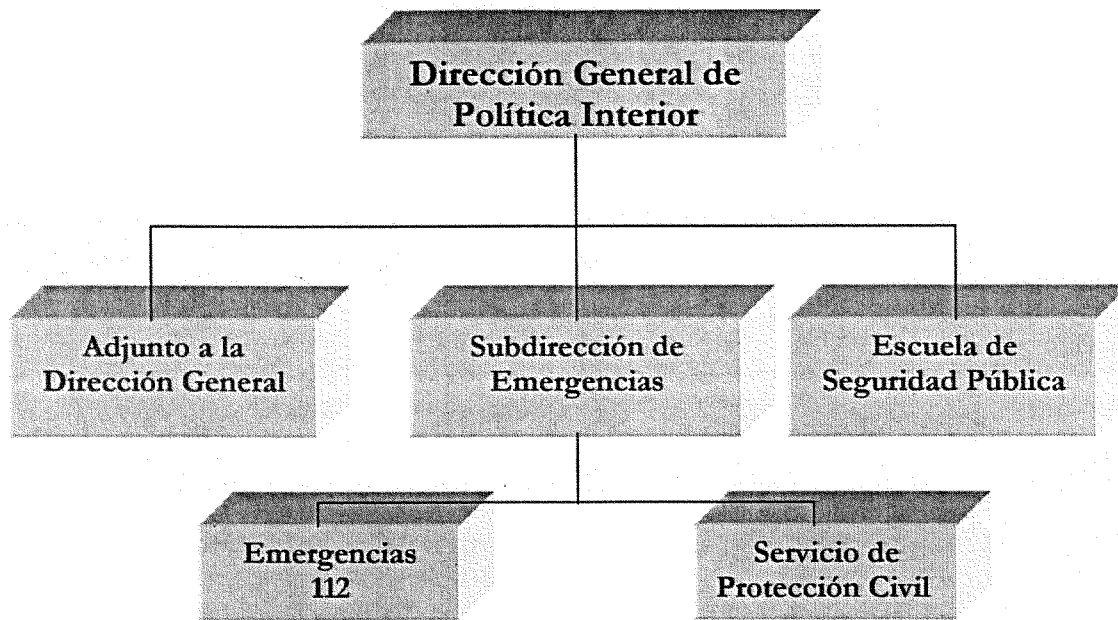 Dirección General de
Política Interior
Adjunto a la
Dirección General
Subdirección de
Emergencias
Escuela de
Seguridad Pública
Emergencias
112
Servicio de
Protección Civil